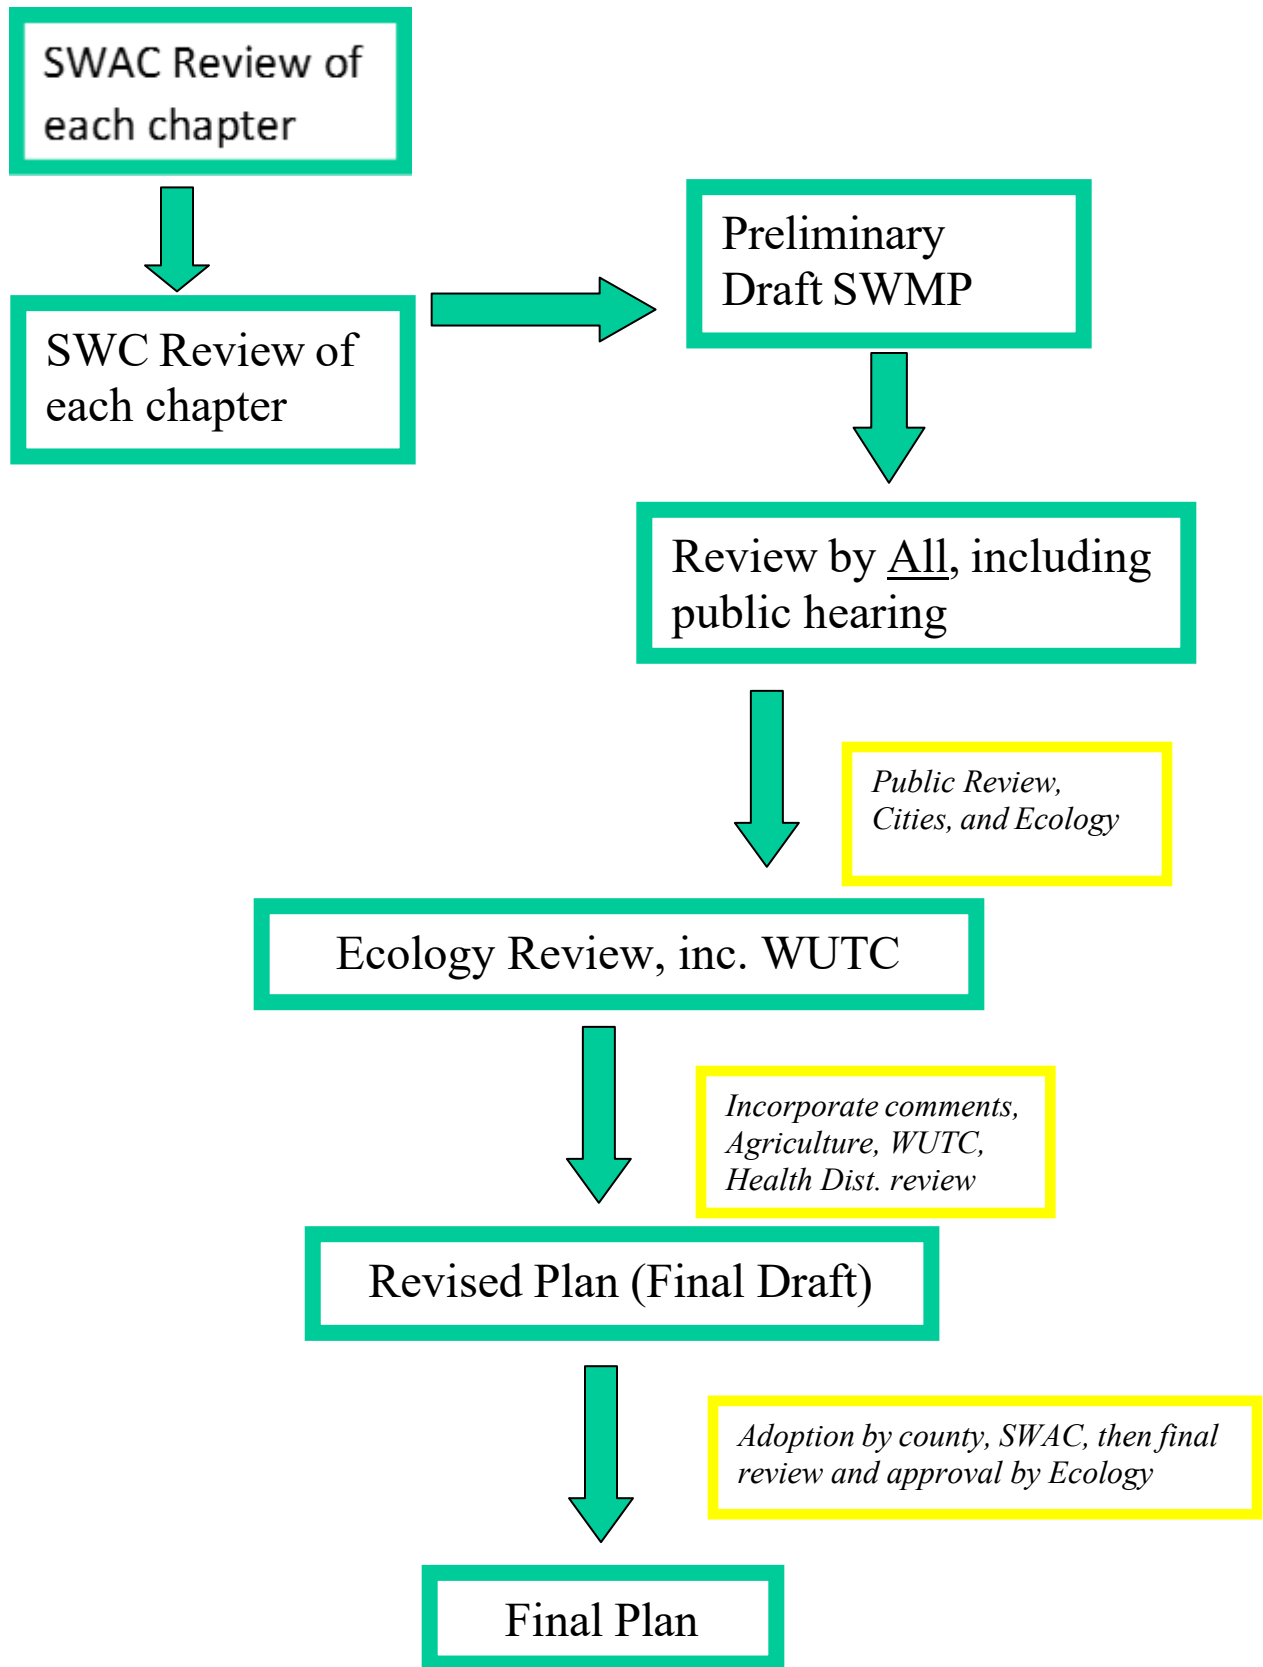 SWAC Review of
each chapter
SWC Review of
each chapter
Preliminary
Draft SWMP
Review by All, including
public hearing
Public Review,
Cities, and Ecology
Ecology Review, inc. WUTC
Incorporate comments,
Agriculture, WUTC,
Health Dist. review
Revised Plan (Final Draft)
Adoption by county, SWAC, then final
review and approval by Ecology
Final Plan